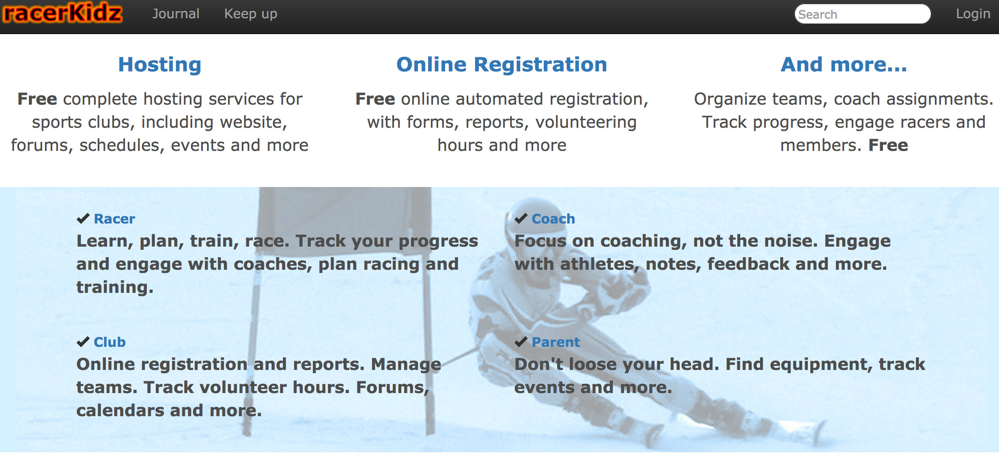 racerKidz
Journal
Keep up
Search
Login
Hosting
Free complete hosting services for
sports clubs, including website,
forums, schedules, events and more
Online Registration
Free online automated registration,
with forms, reports, volunteering
hours and more
And more...
Organize teams, coach assignments.
Track progress, engage racers and
members. Free
✔ Racer
Learn, plan, train, race. Track your progress
and engage with coaches, plan racing and
training.
✔ Coach
Focus on coaching, not the noise. Engage
with athletes, notes, feedback and more.
✔ Club
Online registration and reports. Manage
teams. Track volunteer hours. Forums,
calendars and more.
✔ Parent
Don't loose your head. Find equipment, track
events and more.